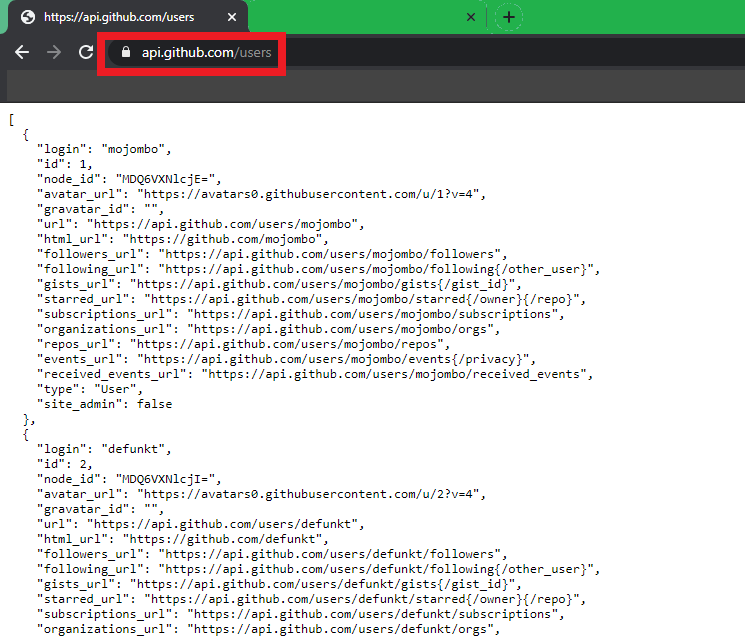 https://api.github.com/users
api.github.com/users
[
  {
    "login": "mojombo",
    "id": 1,
    "node_id": "MDQ6VXNlcjE=",
    "avatar_url": "https://avatars0.githubusercontent.com/u/1?v=4",
    "gravatar_id": "",
    "url": "https://api.github.com/users/mojombo",
    "html_url": "https://github.com/mojombo",
    "followers_url": "https://api.github.com/users/mojombo/followers",
    "following_url": "https://api.github.com/users/mojombo/following{/other_user}",
    "gists_url": "https://api.github.com/users/mojombo/gists{/gist_id}",
    "starred_url": "https://api.github.com/users/mojombo/starred{/owner}{/repo}",
    "subscriptions_url": "https://api.github.com/users/mojombo/subscriptions",
    "organizations_url": "https://api.github.com/users/mojombo/orgs",
    "repos_url": "https://api.github.com/users/mojombo/repos",
    "events_url": "https://api.github.com/users/mojombo/events{/privacy}",
    "received_events_url": "https://api.github.com/users/mojombo/received_events",
    "type": "User",
    "site_admin": false
  },
  {
    "login": "defunkt",
    "id": 2,
    "node_id": "MDQ6VXNlcjI=",
    "avatar_url": "https://avatars0.githubusercontent.com/u/2?v=4",
    "gravatar_id": "",
    "url": "https://api.github.com/users/defunkt",
    "html_url": "https://github.com/defunkt",
    "followers_url": "https://api.github.com/users/defunkt/followers",
    "following_url": "https://api.github.com/users/defunkt/following{/other_user}",
    "gists_url": "https://api.github.com/users/defunkt/gists{/gist_id}",
    "starred_url": "https://api.github.com/users/defunkt/starred{/owner}{/repo}",
    "subscriptions_url": "https://api.github.com/users/defunkt/subscriptions",
    "organizations_url": "https://api.github.com/users/defunkt/orgs",